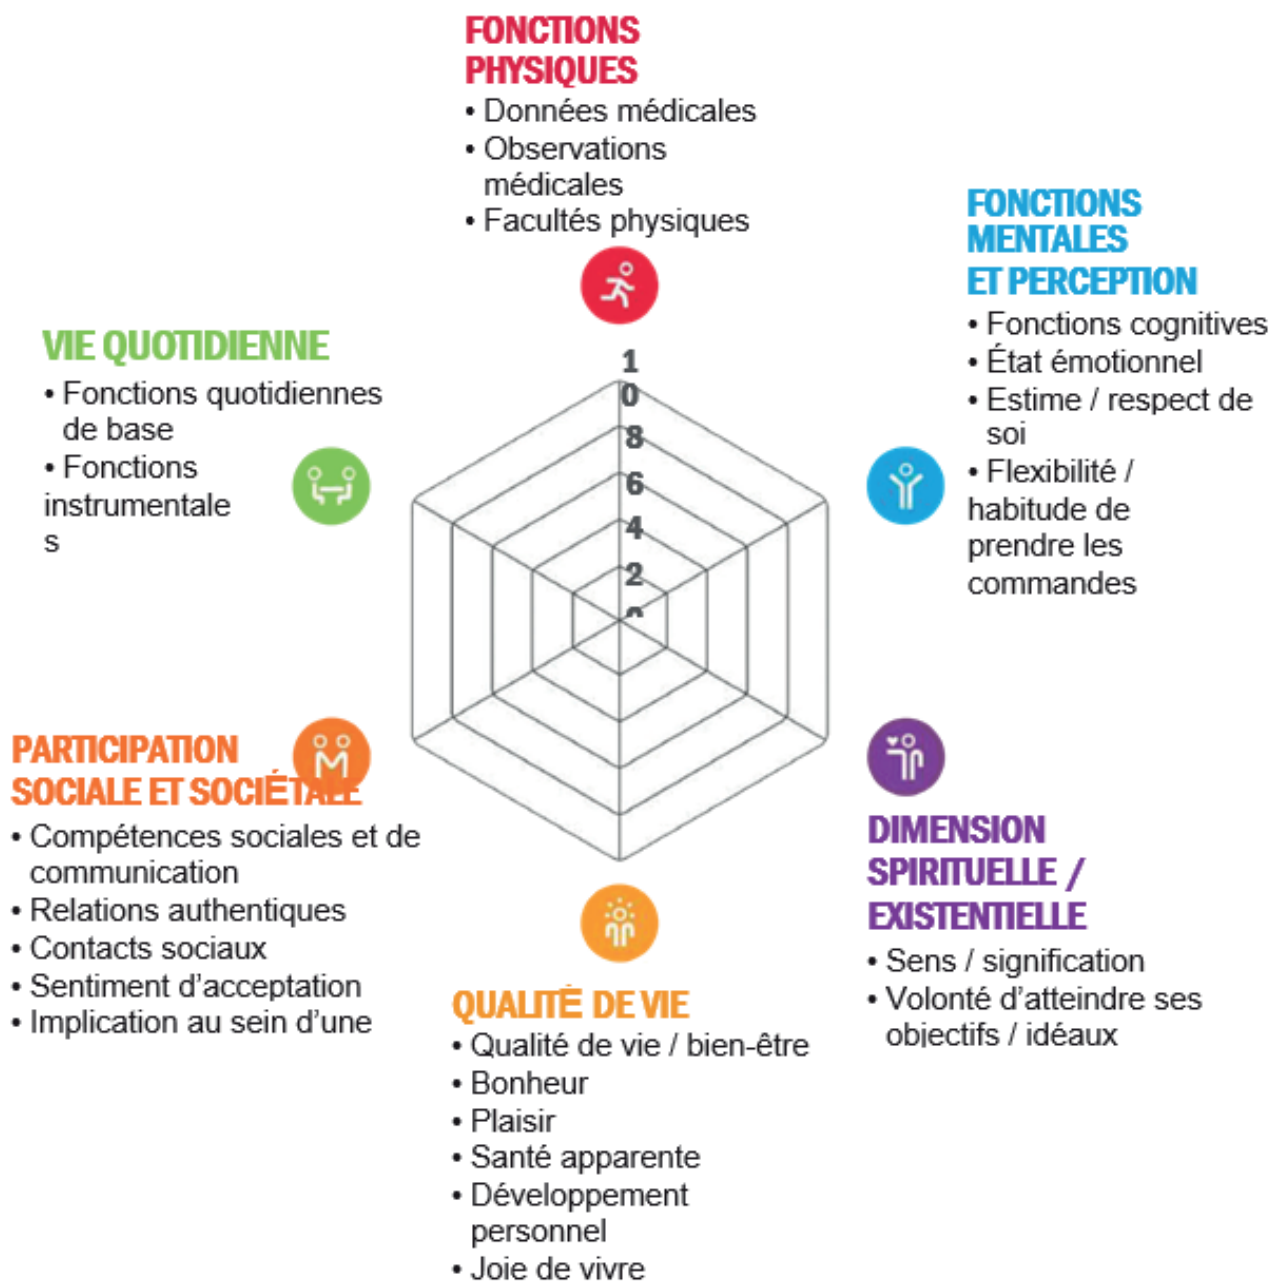 FONCTIONS
PHYSIQUES
• Données médicales
• Observations
médicales
• Facultés physiques
FONCTIONS
MENTALES
ET PERCEPTION
• Fonctions cognitives
• État émotionnel
• Estime / respect de
soi
• Flexibilité /
habitude de
prendre les
commandes
VIE QUOTIDIENNE
• Fonctions quotidiennes
de base
• Fonctions
instrumentale
s
1
0
8
6
4
2
0
PARTICIPATION
SOCIALE ET SOCIÉTALE
• Compétences sociales et de
communication
• Relations authentiques
• Contacts sociaux
• Sentiment d’acceptation
• Implication au sein d’une
DIMENSION
SPIRITUELLE /
EXISTENTIELLE
• Sens / signification
• Volonté d’atteindre ses
objectifs / idéaux
QUALITÉ DE VIE
• Qualité de vie / bien-être
• Bonheur
• Plaisir
• Santé apparente
• Développement
personnel
• Joie de vivre